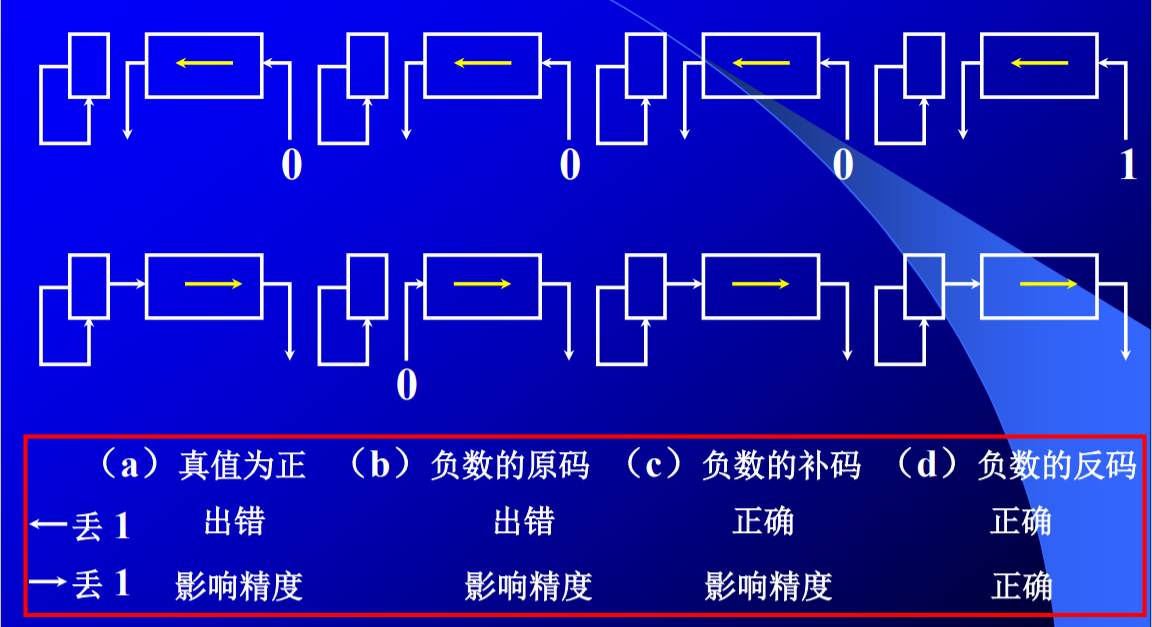 0 0 0 1
0
（a）真值为正 （b）负数的原码 （c）负数的补码 （d）负数的反码
←丢 1 出错 出错 正确 正确
→丢 1 影响精度 影响精度 影响精度 正确